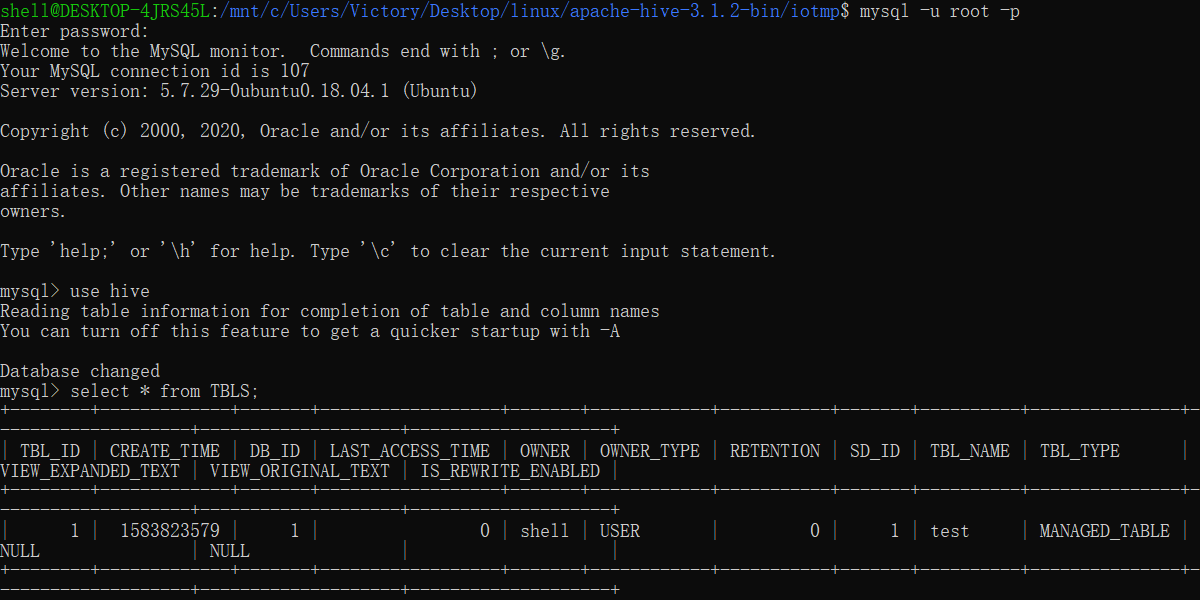 shell@DESKTOP-4JRS45L:/mnt/c/Users/Victory/Desktop/linux/apache-hive-3.1.2-bin/iotmp$ mysql -u root -p
Enter password:
Welcome to the MySQL monitor.  Commands end with ; or \g.
Your MySQL connection id is 107
Server version: 5.7.29-0ubuntu0.18.04.1 (Ubuntu)

Copyright (c) 2000, 2020, Oracle and/or its affiliates. All rights reserved.

Oracle is a registered trademark of Oracle Corporation and/or its
affiliates. Other names may be trademarks of their respective
owners.

Type 'help;' or '\h' for help. Type '\c' to clear the current input statement.

mysql> use hive
Reading table information for completion of table and column names
You can turn off this feature to get a quicker startup with -A

Database changed
mysql> select * from TBLS;
+--------+-------------+-------+------------------+-------+------------+-----------+-------+----------+---------------+-
-------------------+--------------------+--------------------+
| TBL_ID | CREATE_TIME | DB_ID | LAST_ACCESS_TIME | OWNER | OWNER_TYPE | RETENTION | SD_ID | TBL_NAME | TBL_TYPE      |
VIEW_EXPANDED_TEXT | VIEW_ORIGINAL_TEXT | IS_REWRITE_ENABLED |
+--------+-------------+-------+------------------+-------+------------+-----------+-------+----------+---------------+-
-------------------+--------------------+--------------------+
|      1 |  1583823579 |     1 |                0 | shell | USER       |         0 |     1 | test     | MANAGED_TABLE |
NULL               | NULL               |                    |
+--------+-------------+-------+------------------+-------+------------+-----------+-------+----------+---------------+-
-------------------+--------------------+--------------------+